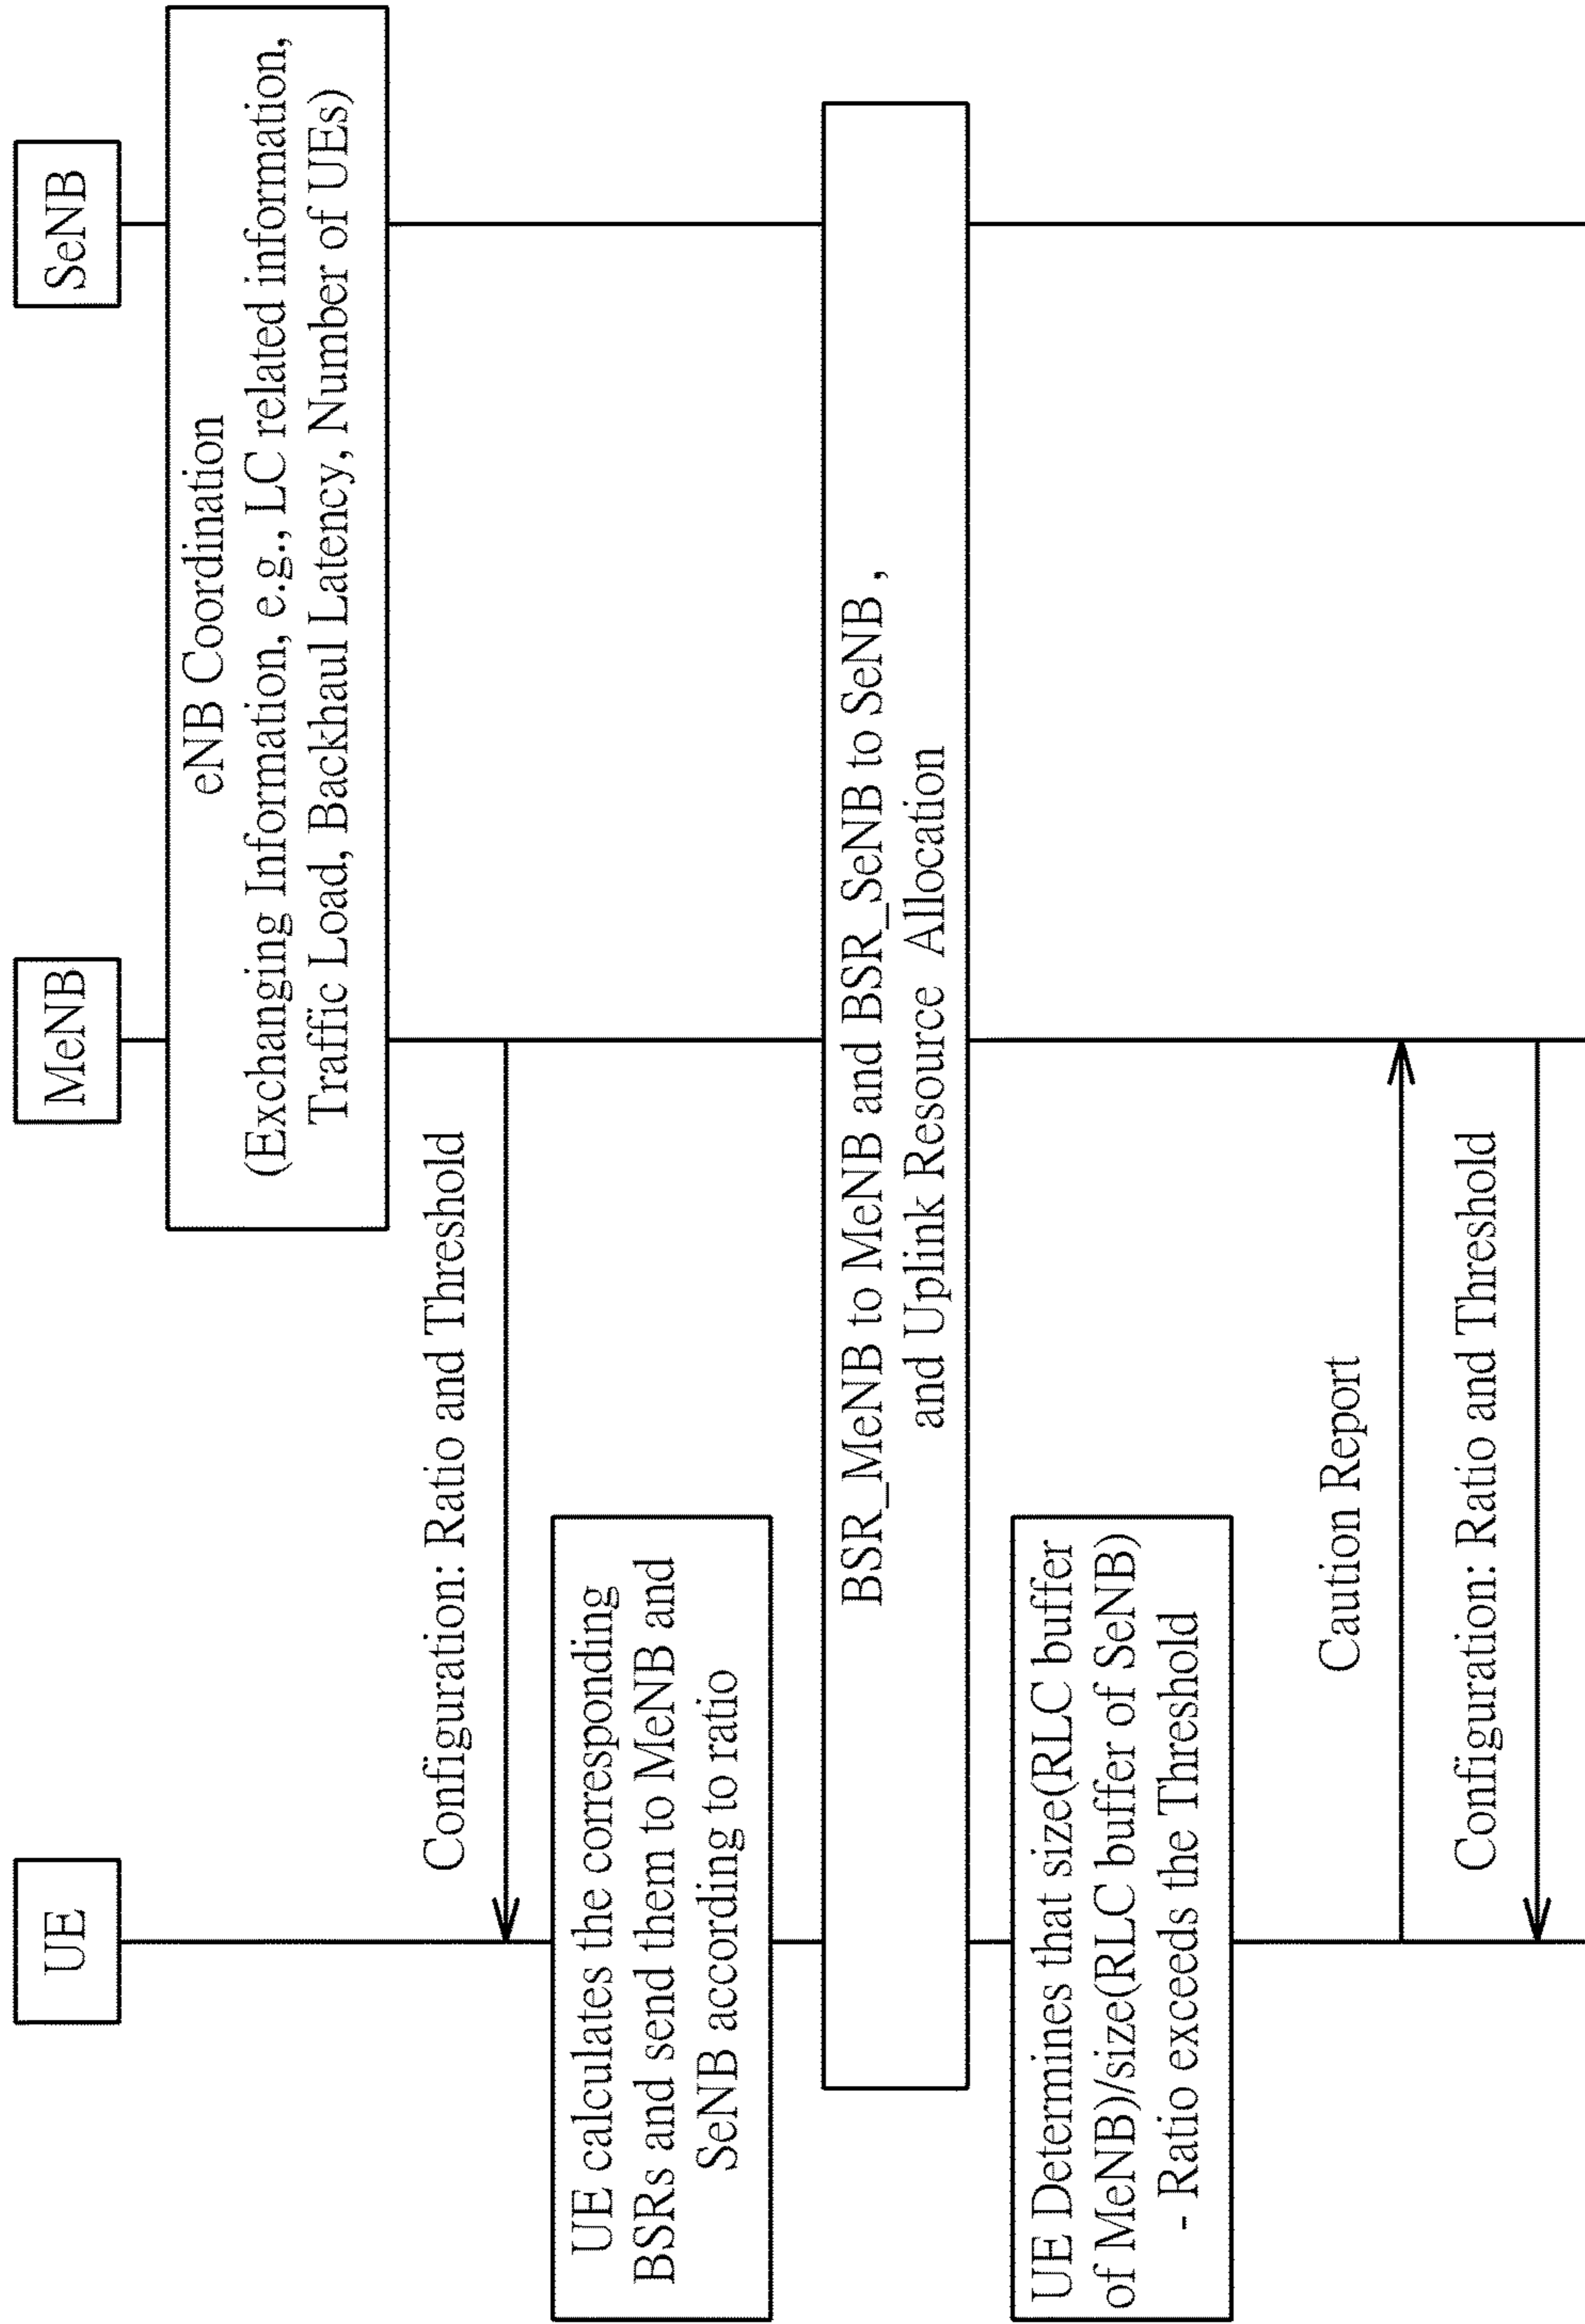 UE
MeNB
SeNB
eNB Coordination
(Exchanging Information, e.g., LC related information,
Traffic Load, Backhaul Latency, Number of UEs)
Configuration: Ratio and Threshold
UE calculates the corresponding
BSRs and send them to MeNB and
SeNB according to ratio
BSR_MeNB to MeNB and BSR_SeNB to SeNB ,
and Uplink Resource Allocation
UE Determines that size(RLC buffer
of MeNB)/size(RLC buffer of SeNB)
- Ratio exceeds the Threshold
Caution Report
Configuration: Ratio and Threshold